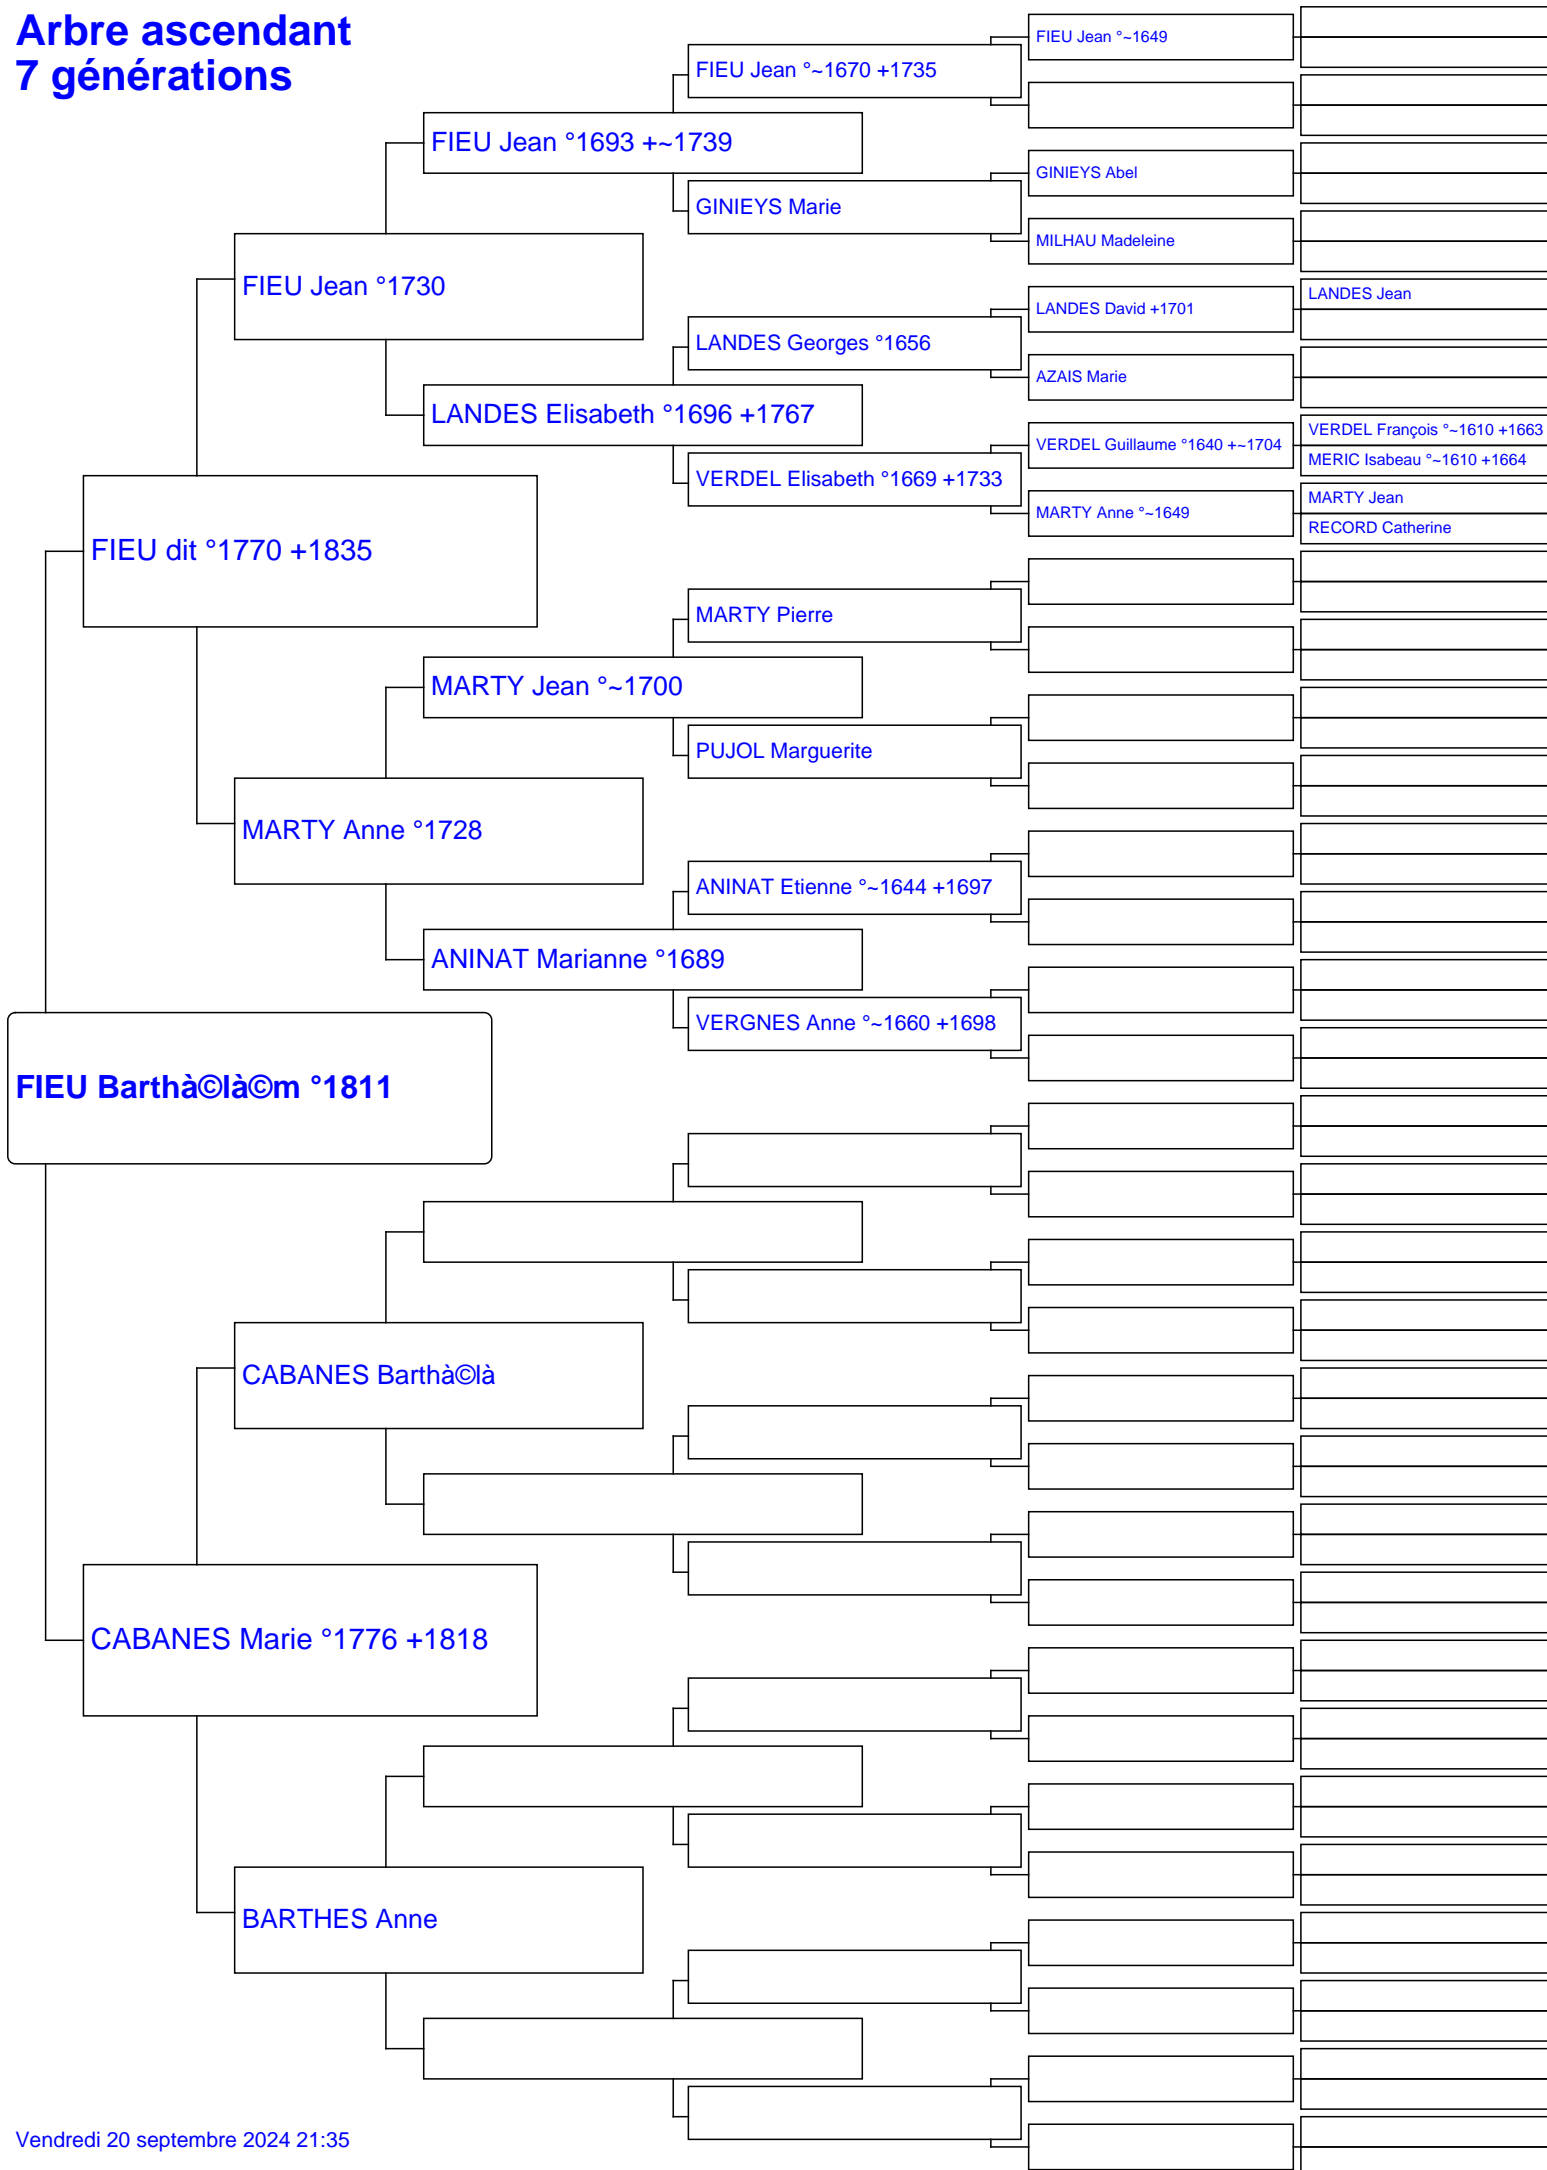 Arbre ascendant
7 générations
FIEU Jean °~1649
FIEU Jean °~1670 +1735
FIEU Jean °1693 +~1739
GINIEYS Abel
GINIEYS Marie
MILHAU Madeleine
FIEU Jean °1730
LANDES Jean
LANDES David +1701
LANDES Georges °1656
AZAIS Marie
LANDES Elisabeth °1696 +1767
VERDEL François °~1610 +1663
VERDEL Guillaume °1640 +~1704
MERIC Isabeau °~1610 +1664
VERDEL Elisabeth °1669 +1733
MARTY Jean
MARTY Anne °~1649
RECORD Catherine
FIEU dit °1770 +1835
MARTY Pierre
MARTY Jean °~1700
PUJOL Marguerite
MARTY Anne °1728
ANINAT Etienne °~1644 +1697
ANINAT Marianne °1689
VERGNES Anne °~1660 +1698
FIEU Barthà©là©m °1811
CABANES Barthà©là
CABANES Marie °1776 +1818
BARTHES Anne
Vendredi 20 septembre 2024 21:35